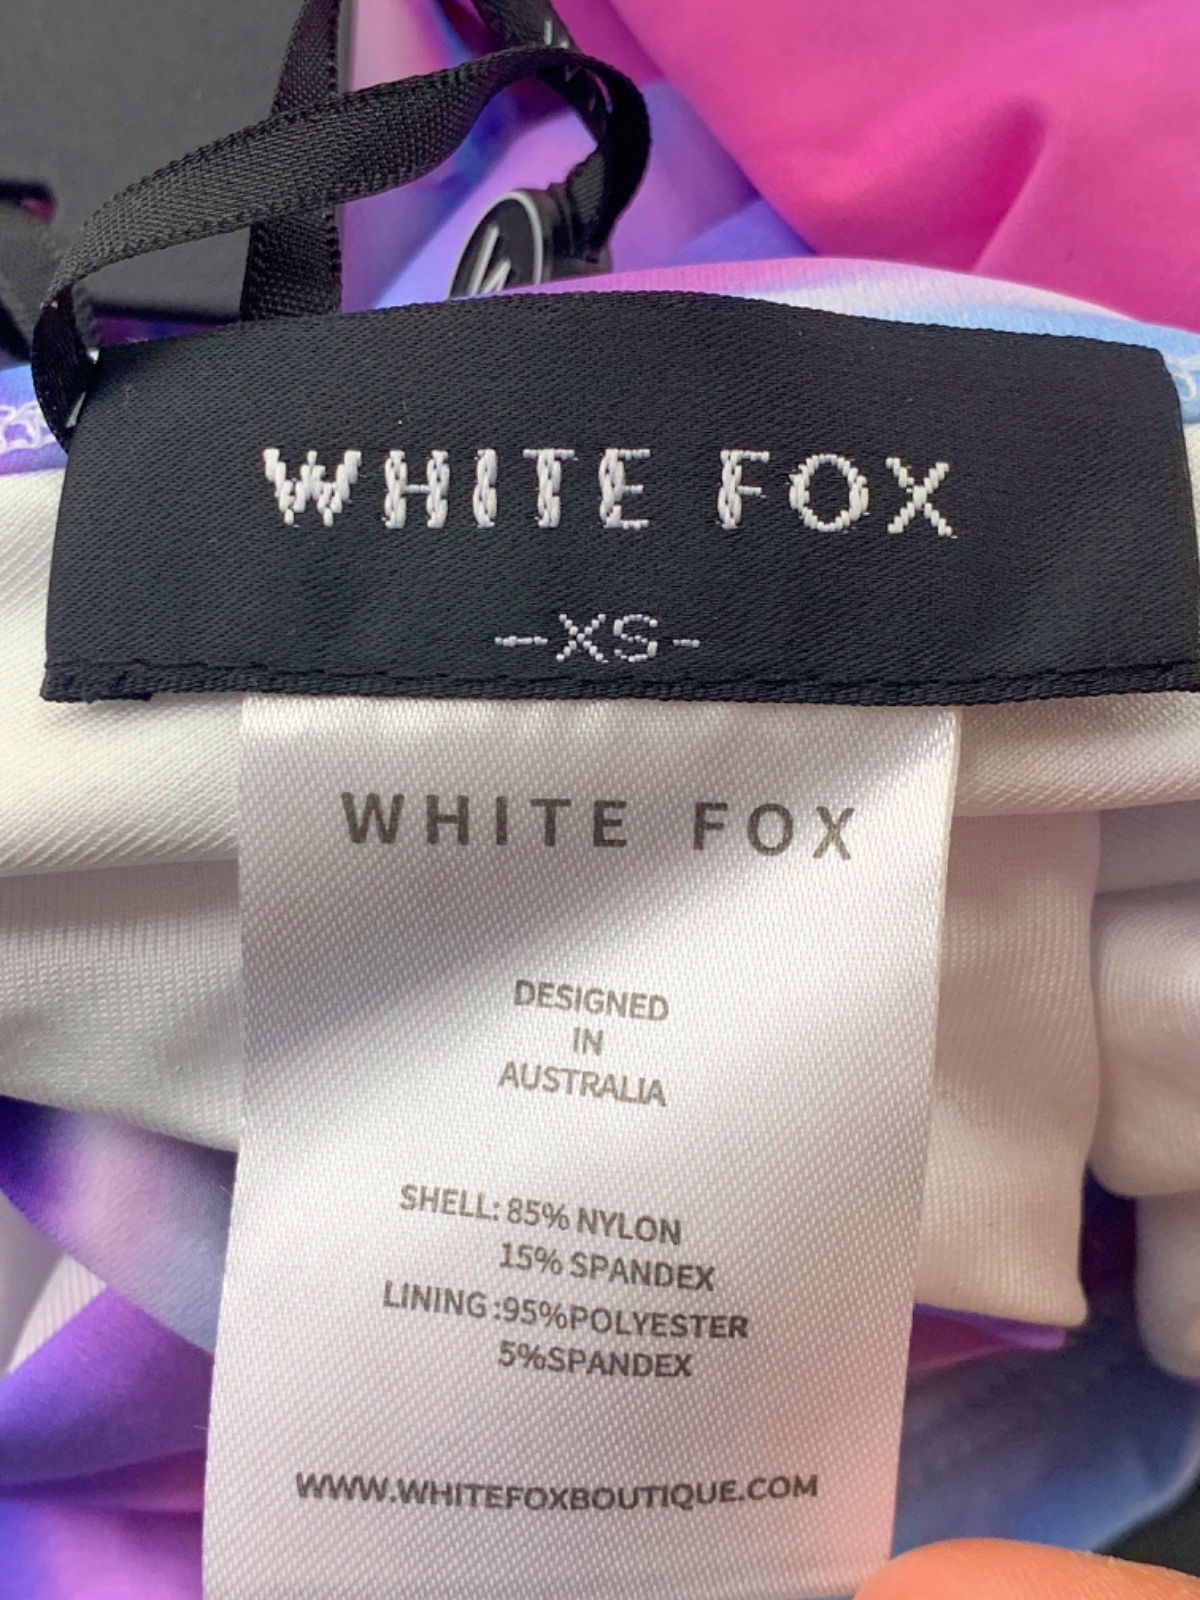 WHITE FOX
-XS-
WHITE FOX
DESIGNED
IN
AUSTRALIA
SHELL: 85% NYLON
15% SPANDEX
LINING :95%POLYESTER
5%SPANDEX
WWW.WHITEFOXBOUTIQUE.COM